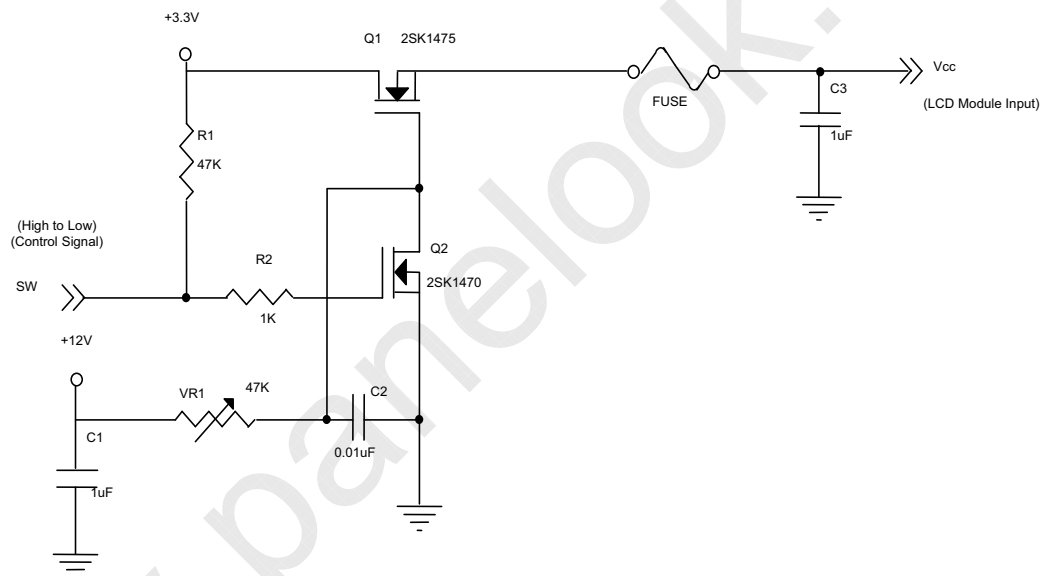 +3.3V
Q1 2SK1475
Vcc
C3
FUSE
(LCD Module Input)
R1
47K
1uF
(High to Low)
(Control Signal)
Q2
R2
SW
2SK1470
1K
+12V
VR1
47K
C2
C1
0.01uF
1uF
panelook.